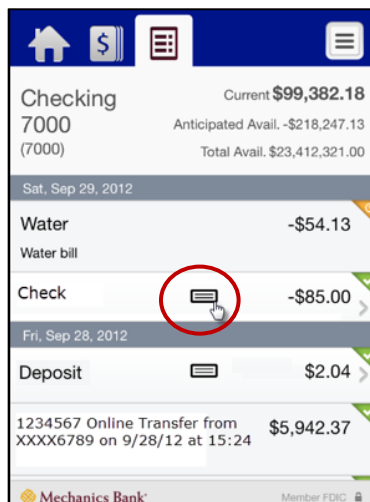 Checking Current $99,382.18
7000 Anticipated Avail. -$218,247.13
(7000) Total Avail. $23,412,321.00
Sat, Sep 29, 2012
Water -$54.13
Water bill
Check -$85.00
Fri, Sep 28, 2012
Deposit $2.04
1234567 Online Transfer from $5,942.37
XXXX6789 on 9/28/12 at 15:24
Mechanics Bank Member FDIC